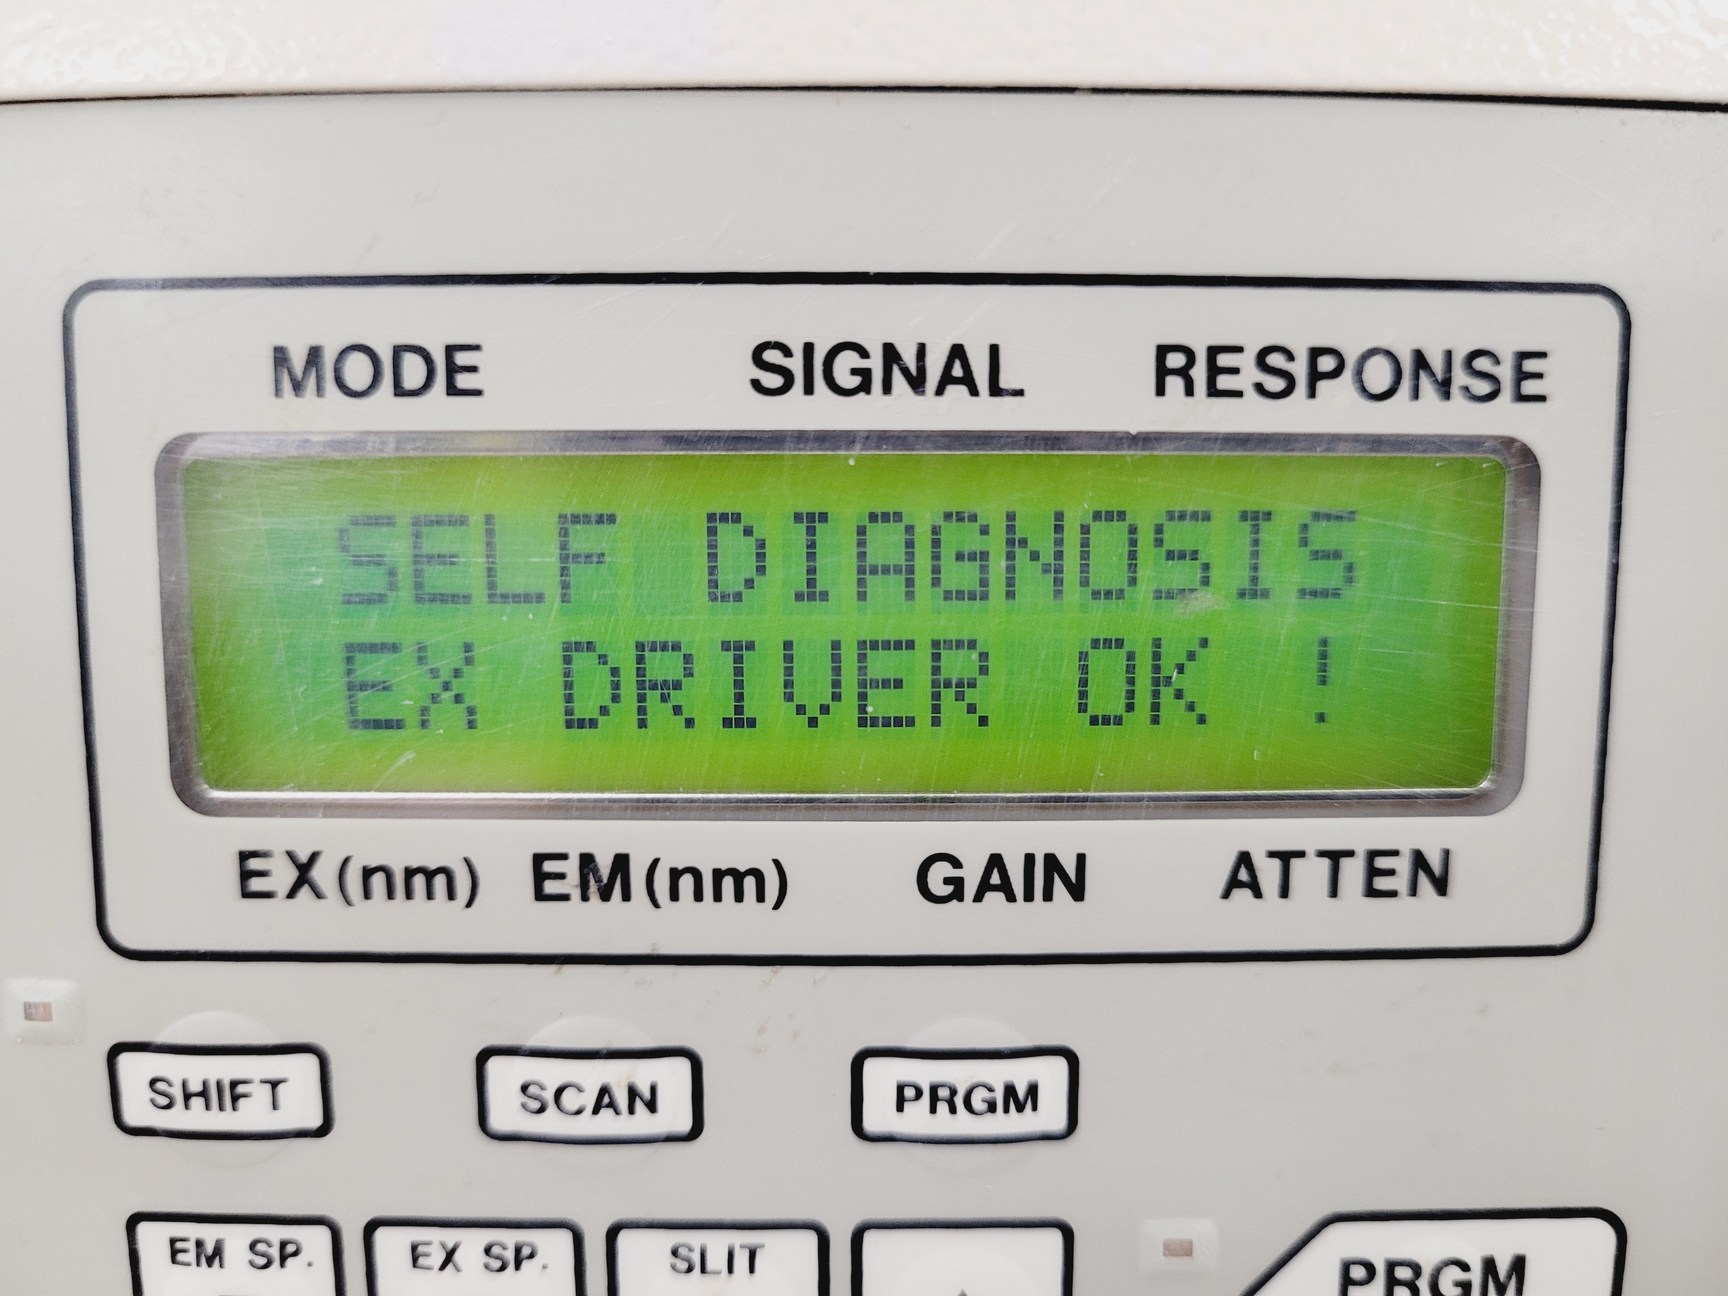 MODE SIGNAL RESPONSE
SELF DIAGNOSIS
EX DRIVER OK !
EX(nm) EM(nm) GAIN ATTEN
SHIFT SCAN PRGM
EM SP. EX SP. SLIT
PRGM